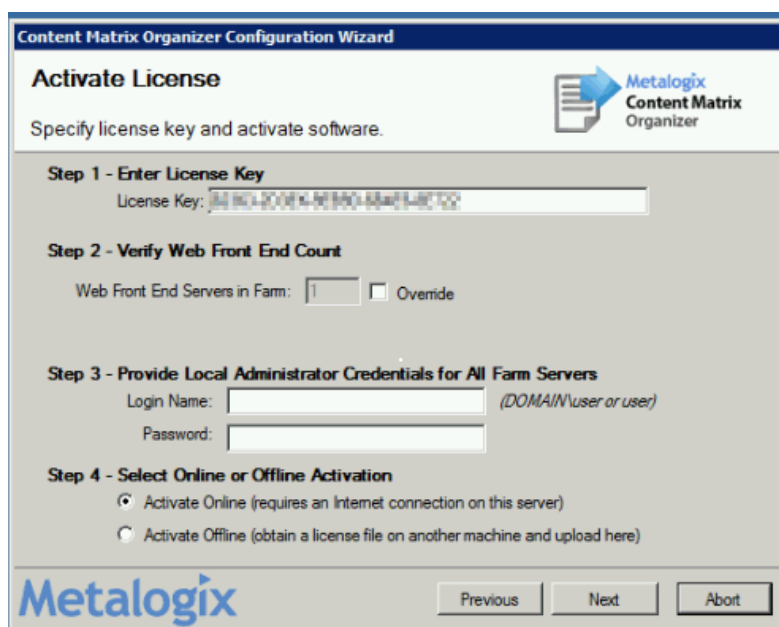 Content Matrix Organizer Configuration Wizard
Activate License
Metalogix
Content Matrix
Organizer
Specify license key and activate software.
Step 1 - Enter License Key
License Key:
Step 2 - Verify Web Front End Count
Web Front End Servers in Farm: 1 Override
Step 3 - Provide Local Administrator Credentials for All Farm Servers
Login Name: (DOMAIN\user or user)
Password:
Step 4 - Select Online or Offline Activation
Activate Online (requires an Internet connection on this server)
Activate Offline (obtain a license file on another machine and upload here)
Metalogix Previous Next Abort